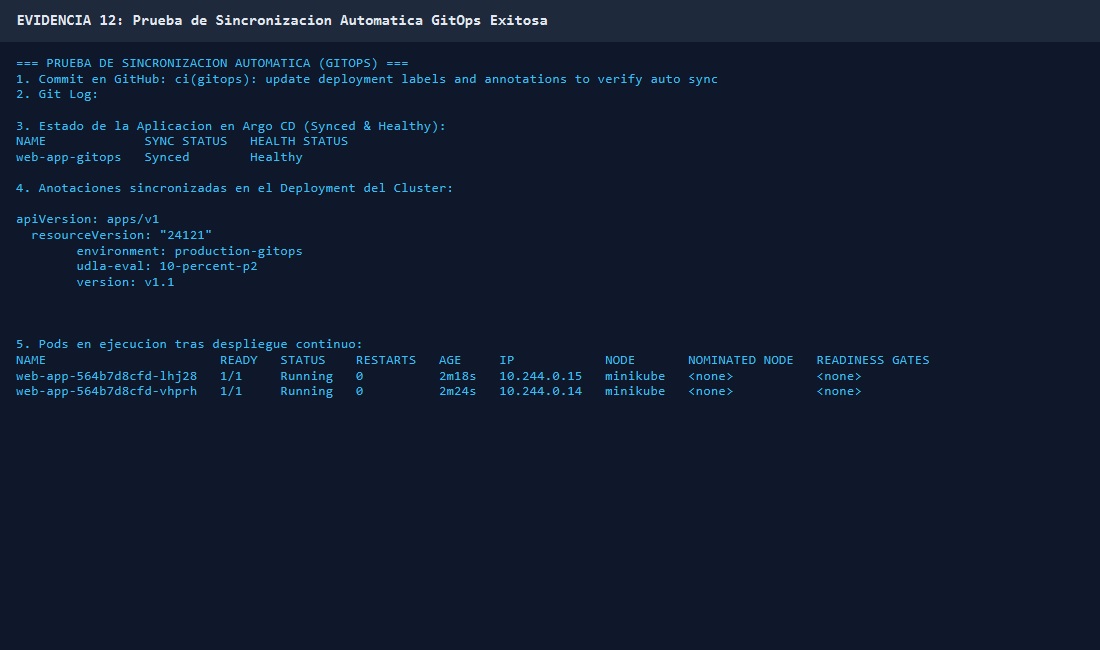 EVIDENCIA 12: Prueba de Sincronizacion Automatica GitOps Exitosa
=== PRUEBA DE SINCRONIZACION AUTOMATICA (GITOPS) ===
1. Commit en GitHub: ci(gitops): update deployment labels and annotations to verify auto sync
2. Git Log:
3. Estado de la Aplicacion en Argo CD (Synced & Healthy):
NAME             SYNC STATUS   HEALTH STATUS
web-app-gitops   Synced        Healthy
4. Anotaciones sincronizadas en el Deployment del Cluster:
apiVersion: apps/v1
  resourceVersion: "24121"
        environment: production-gitops
        udla-eval: 10-percent-p2
        version: v1.1
5. Pods en ejecucion tras despliegue continuo:
NAME                       READY   STATUS    RESTARTS   AGE     IP            NODE       NOMINATED NODE   READINESS GATES
web-app-564b7d8cfd-lhj28   1/1     Running   0          2m18s   10.244.0.15   minikube   <none>           <none>
web-app-564b7d8cfd-vhprh   1/1     Running   0          2m24s   10.244.0.14   minikube   <none>           <none>